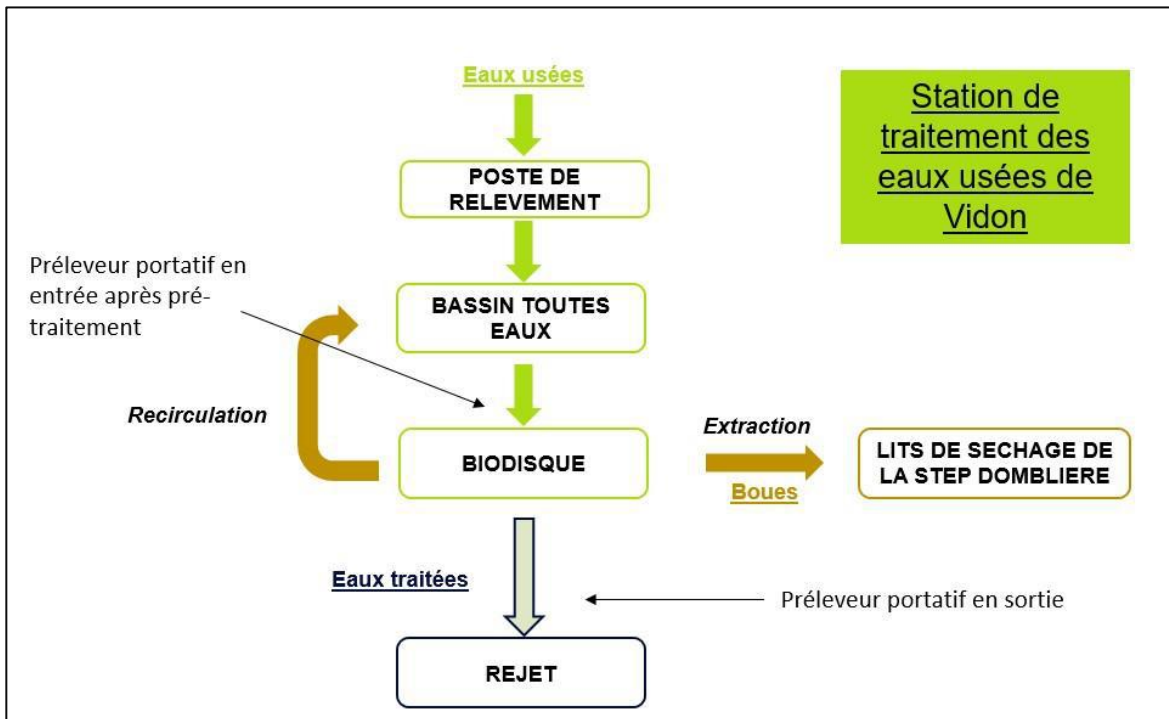 Eaux usées
Station de
traitement des
eaux usées de
Vidon
POSTE DE
RELEVEMENT
Préleveur portatif en
entrée après pré-
traitement
BASSIN TOUTES
EAUX
Recirculation
BIODISQUE
Extraction
Boues
LITS DE SECHAGE DE
LA STEP DOMBLIERE
Eaux traitées
Préleveur portatif en sortie
REJET